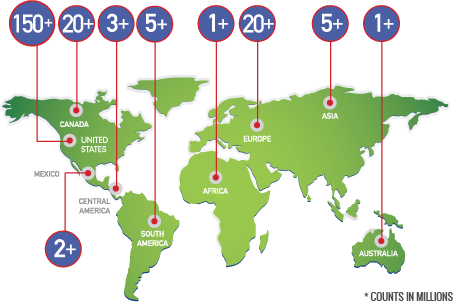 150+ 20+ 3+ 5+ 1+ 20+ 5+ 1+
CANADA
UNITED
STATES
MEXICO
CENTRAL
AMERICA
2+
SOUTH
AMERICA
AFRICA
EUROPE
ASIA
AUSTRALIA
* COUNTS IN MILLIONS